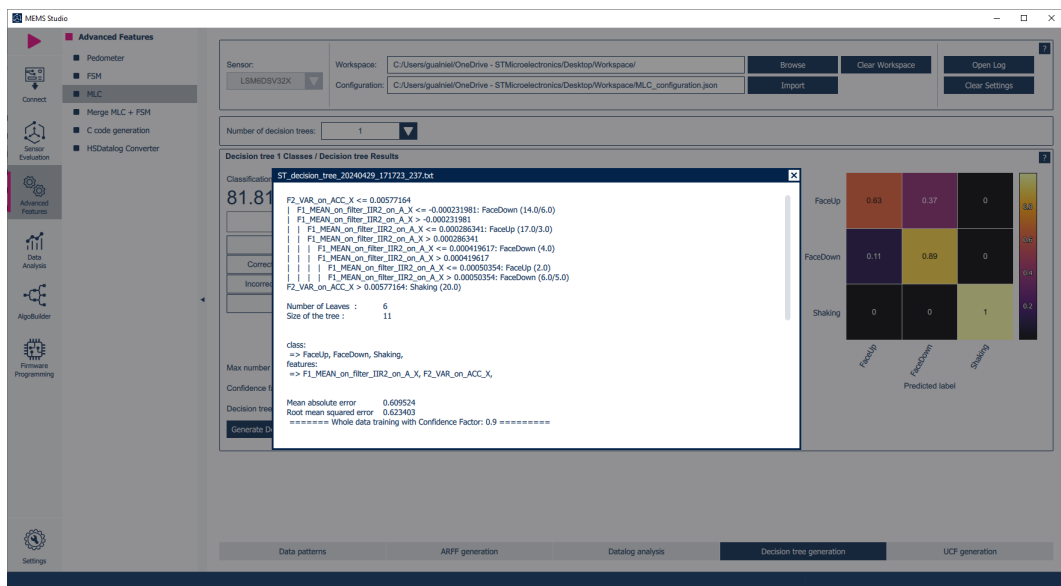 MEMS Studio
Advanced Features
Pedometer
FSM
MLC
Merge MLC + FSM
C code generation
HSDatalog Converter
Connect
Sensor
Evaluation
Advanced
Features
Data
Analysis
AlgoBuilder
Firmware
Programming
Settings
?
Sensor:
LSM6DSV32X
Workspace:
C:/Users/gualniel/OneDrive - STMicroelectronics/Desktop/Workspace/
Browse
Clear Workspace
Open Log
Configuration:
C:/Users/gualniel/OneDrive - STMicroelectronics/Desktop/Workspace/MLC_configuration.json
Import
Clear Settings
Number of decision trees:
1
Decision tree 1 Classes / Decision tree Results
?
Classification
81.81
Correc
Incorrec
Max number
Confidence fa
Decision tree
Generate De
ST_decision_tree_20240429_171723_237.txt
F2_VAR_on_ACC_X <= 0.00577164
| F1_MEAN_on_filter_IIR2_on_A_X <= -0.000231981: FaceDown (14.0/6.0)
| F1_MEAN_on_filter_IIR2_on_A_X > -0.000231981
| | F1_MEAN_on_filter_IIR2_on_A_X <= 0.000286341: FaceUp (17.0/3.0)
| | F1_MEAN_on_filter_IIR2_on_A_X > 0.000286341
| | | F1_MEAN_on_filter_IIR2_on_A_X <= 0.000419617: FaceDown (4.0)
| | | F1_MEAN_on_filter_IIR2_on_A_X > 0.000419617
| | | | F1_MEAN_on_filter_IIR2_on_A_X <= 0.00050354: FaceUp (2.0)
| | | | F1_MEAN_on_filter_IIR2_on_A_X > 0.00050354: FaceDown (6.0/5.0)
F2_VAR_on_ACC_X > 0.00577164: Shaking (20.0)
Number of Leaves : 6
Size of the tree : 11
class:
=> FaceUp, FaceDown, Shaking,
features:
=> F1_MEAN_on_filter_IIR2_on_A_X, F2_VAR_on_ACC_X,
Mean absolute error 0.609524
Root mean squared error 0.623403
======= Whole data training with Confidence Factor: 0.9 =========
FaceUp 0.63 0.37 0
FaceDown 0.11 0.89 0
Shaking 0 0 1
FaceUp
FaceDown
Shaking
Predicted label
0.8
0.6
0.4
0.2
Data patterns
ARFF generation
Datalog analysis
Decision tree generation
UCF generation